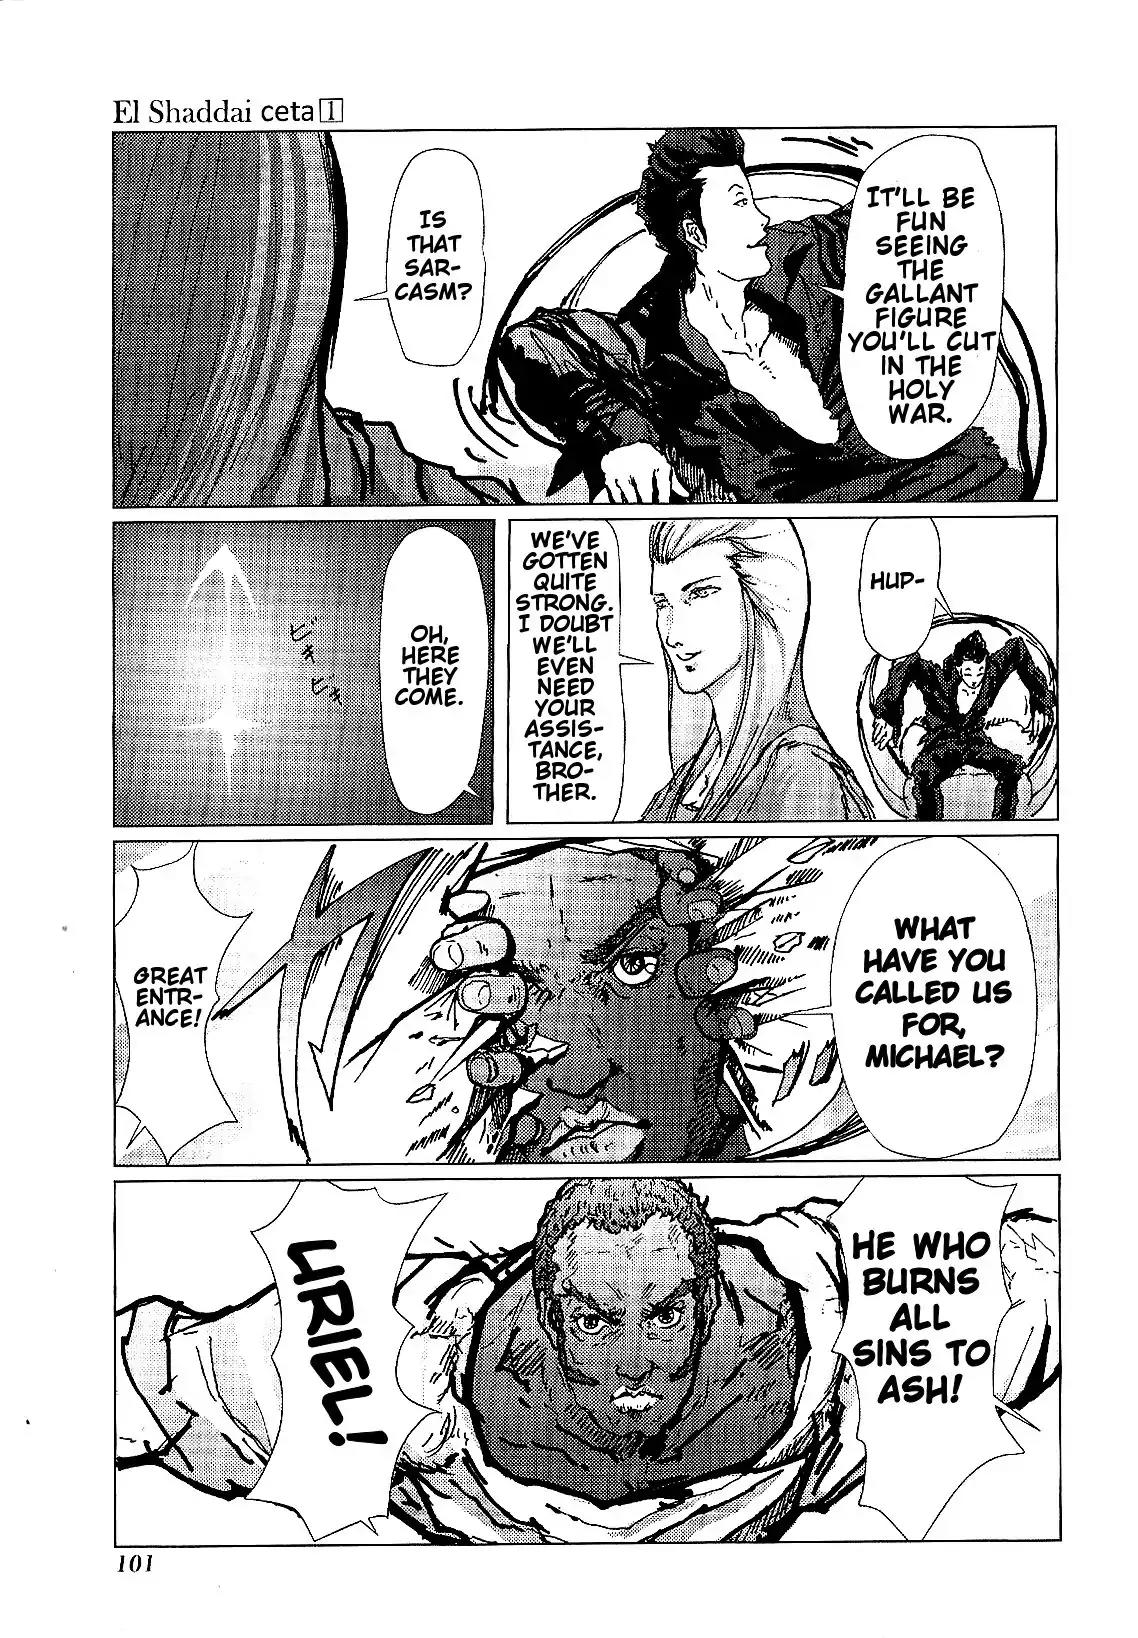 El Shaddai ceta 1
IT'LL BE
FUN
SEEING
THE
GALLANT
FIGURE
YOU'LL CUT
IN THE
HOLY
WAR.
IS
THAT
SAR-
CASM?
HUP-
WE'VE
GOTTEN
QUITE
STRONG.
I DOUBT
WE'LL
EVEN
NEED
YOUR
ASSIS-
TANCE,
BRO-
THER.
OH,
HERE
THEY
COME.
ビキ
ビキ
WHAT
HAVE YOU
CALLED US
FOR,
MICHAEL?
GREAT
ENTR-
ANCE!
HE WHO
BURNS
ALL
SINS TO
ASH!
URIEL!
101